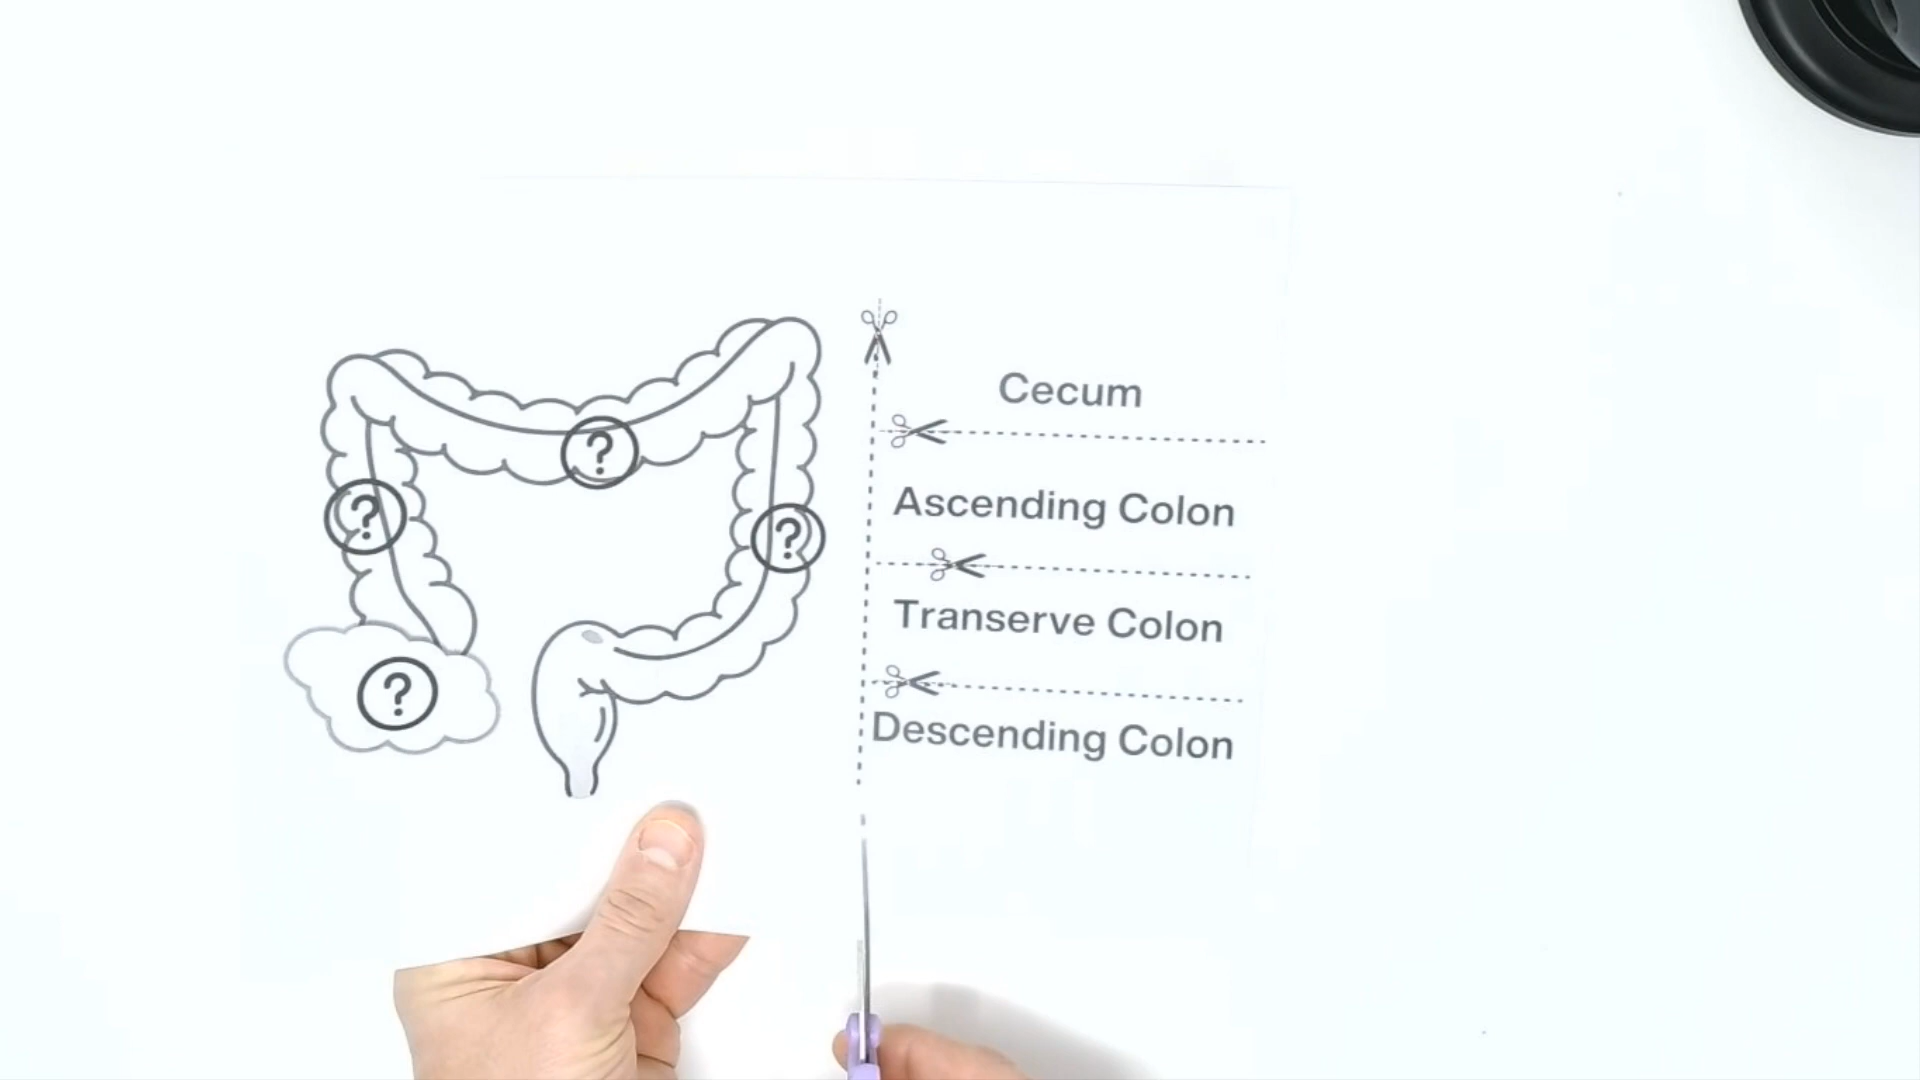 ?
?
?
?
Cecum
Ascending Colon
Transerve Colon
Descending Colon